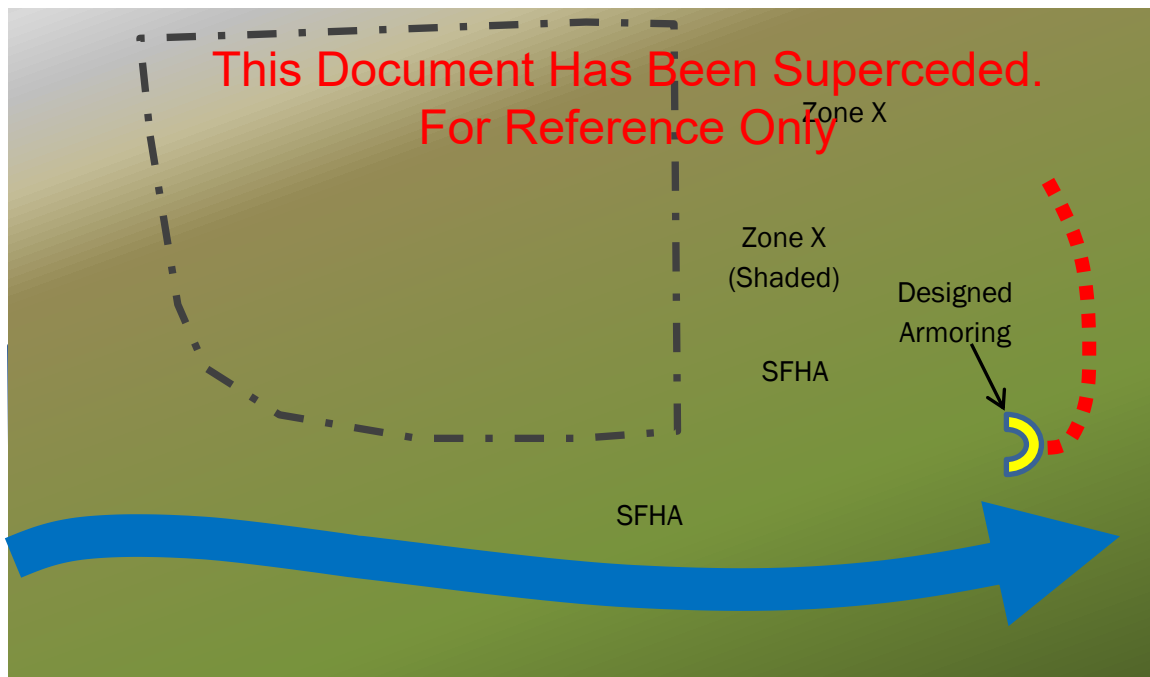 This Document Has Been Superceded.
For Reference Only
Zone X
Zone X
(Shaded)
Designed
Armoring
SFHA
SFHA